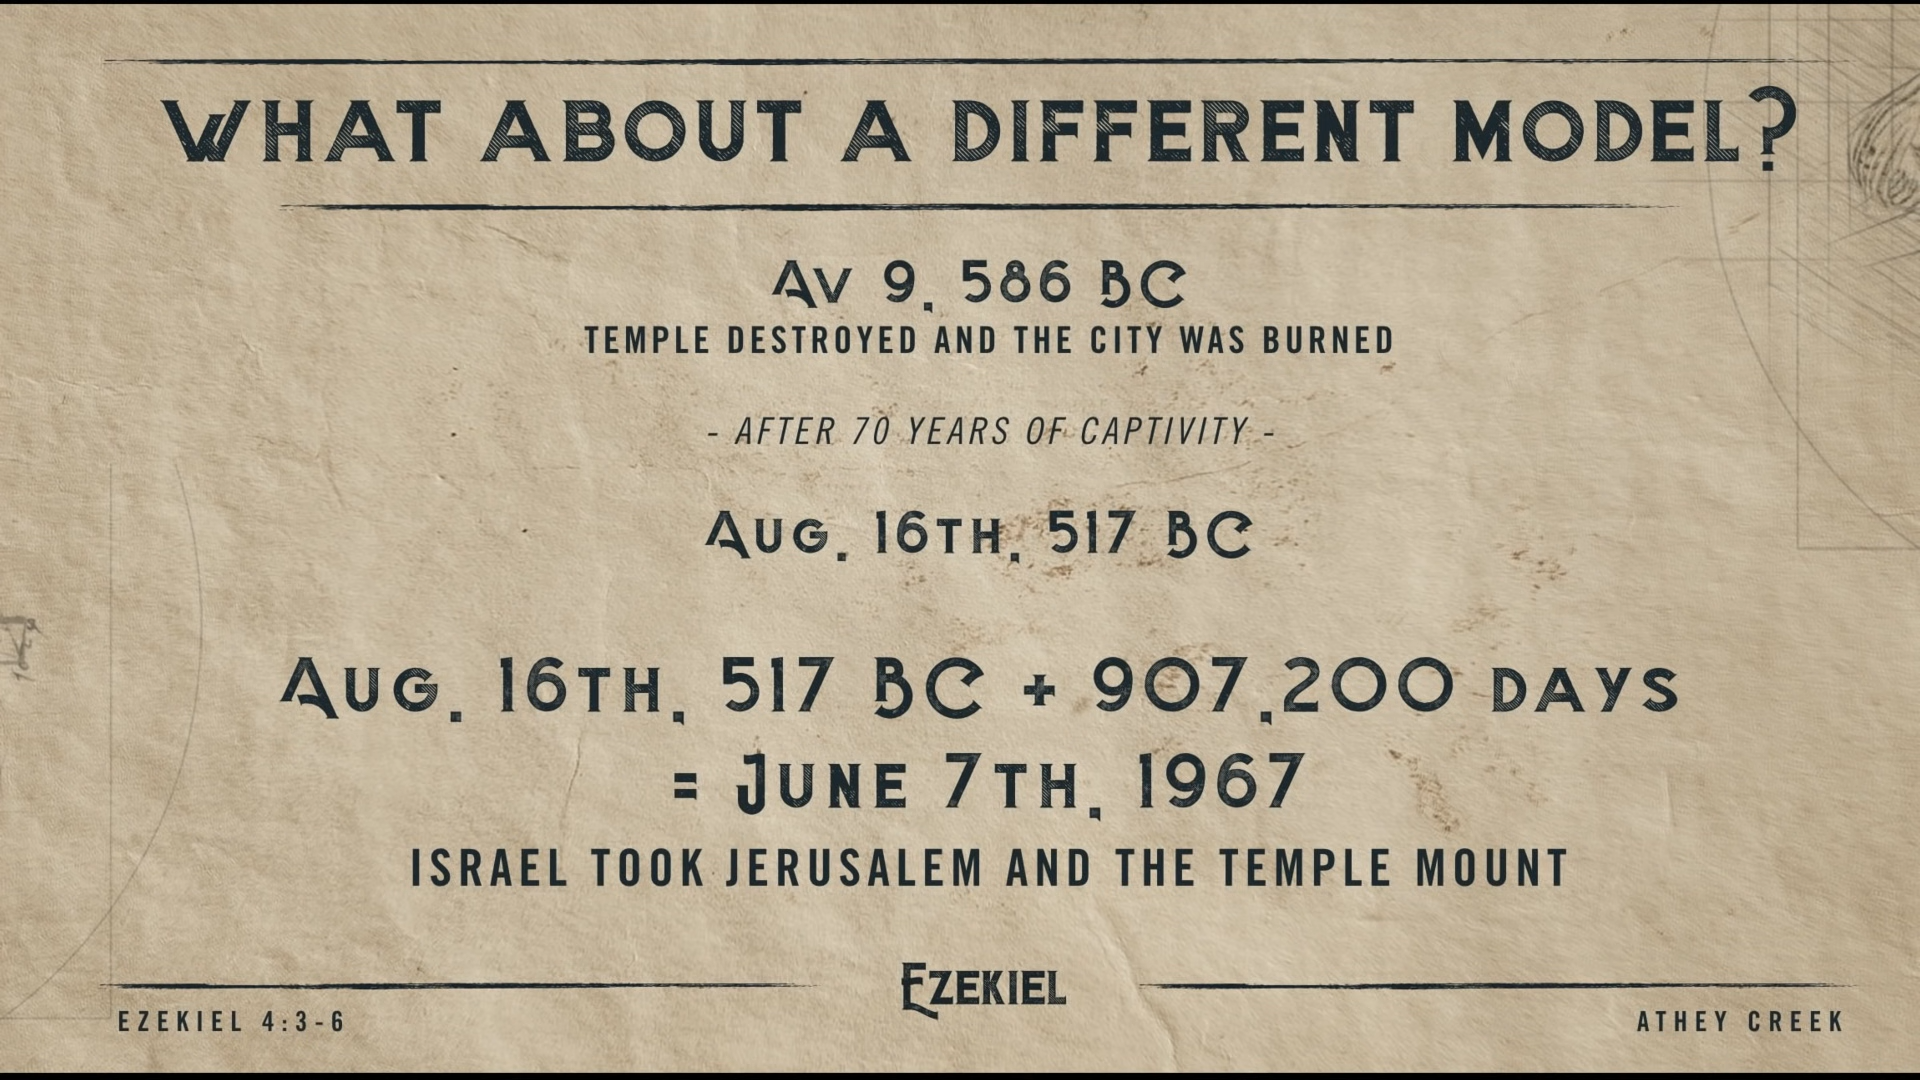 WHAT ABOUT A DIFFERENT MODEL?
AV 9, 586 BC
TEMPLE DESTROYED AND THE CITY WAS BURNED
- AFTER 70 YEARS OF CAPTIVITY -
AUG. 16TH, 517 BC
AUG. 16TH, 517 BC + 907,200 DAYS
= JUNE 7TH, 1967
ISRAEL TOOK JERUSALEM AND THE TEMPLE MOUNT
EZEKIEL
EZEKIEL 4:3-6
ATHEY CREEK